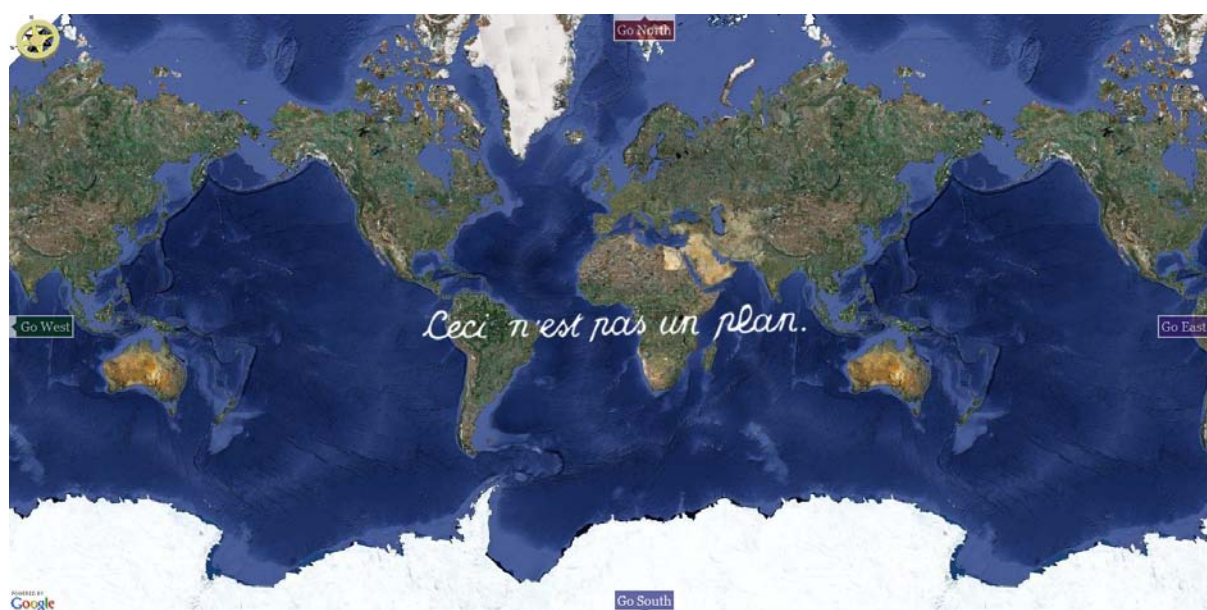 Go North
Go West
Ceci n'est pas un plan.
Go East
Go South
POWERED BY
Google